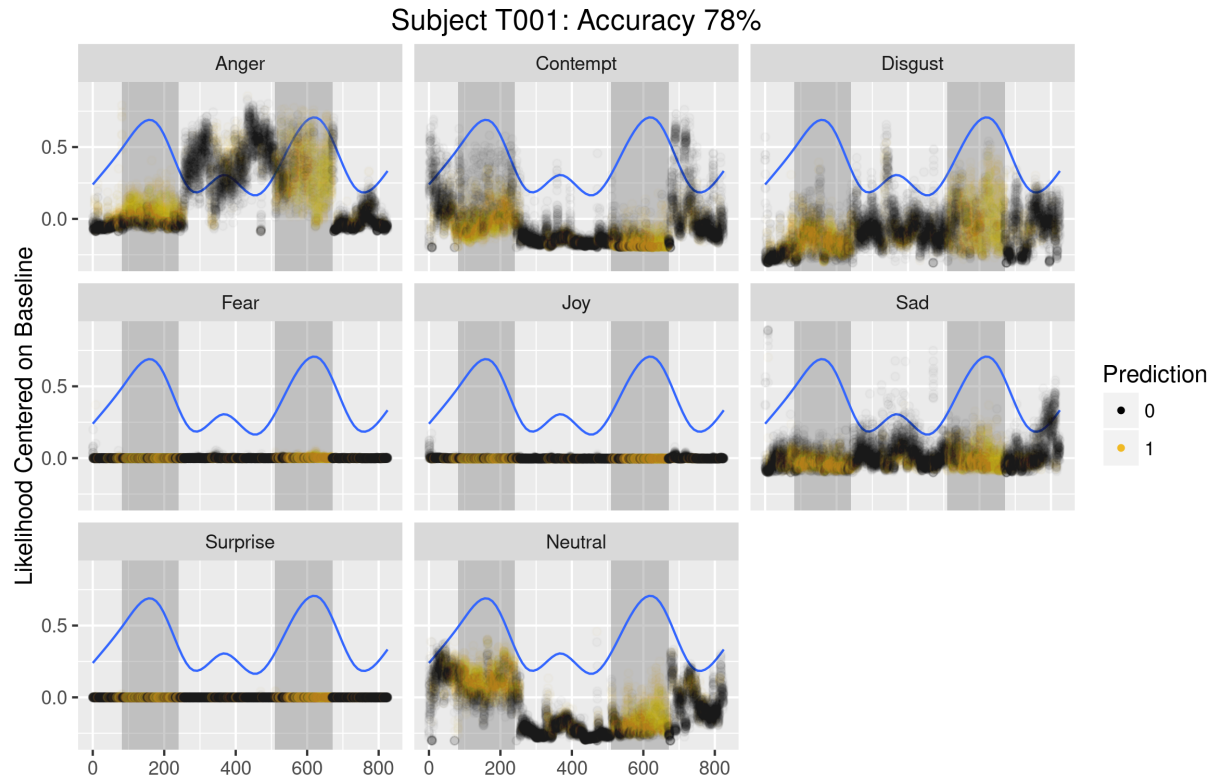 Subject T001: Accuracy 78%
Anger
Contempt
Disgust
0.5
0.0
Fear
Joy
Sad
0.5
0.0
Surprise
Neutral
0.5
0.0
0 200 400 600 800
0 200 400 600 800
Likelihood Centered on Baseline
Prediction
0
1